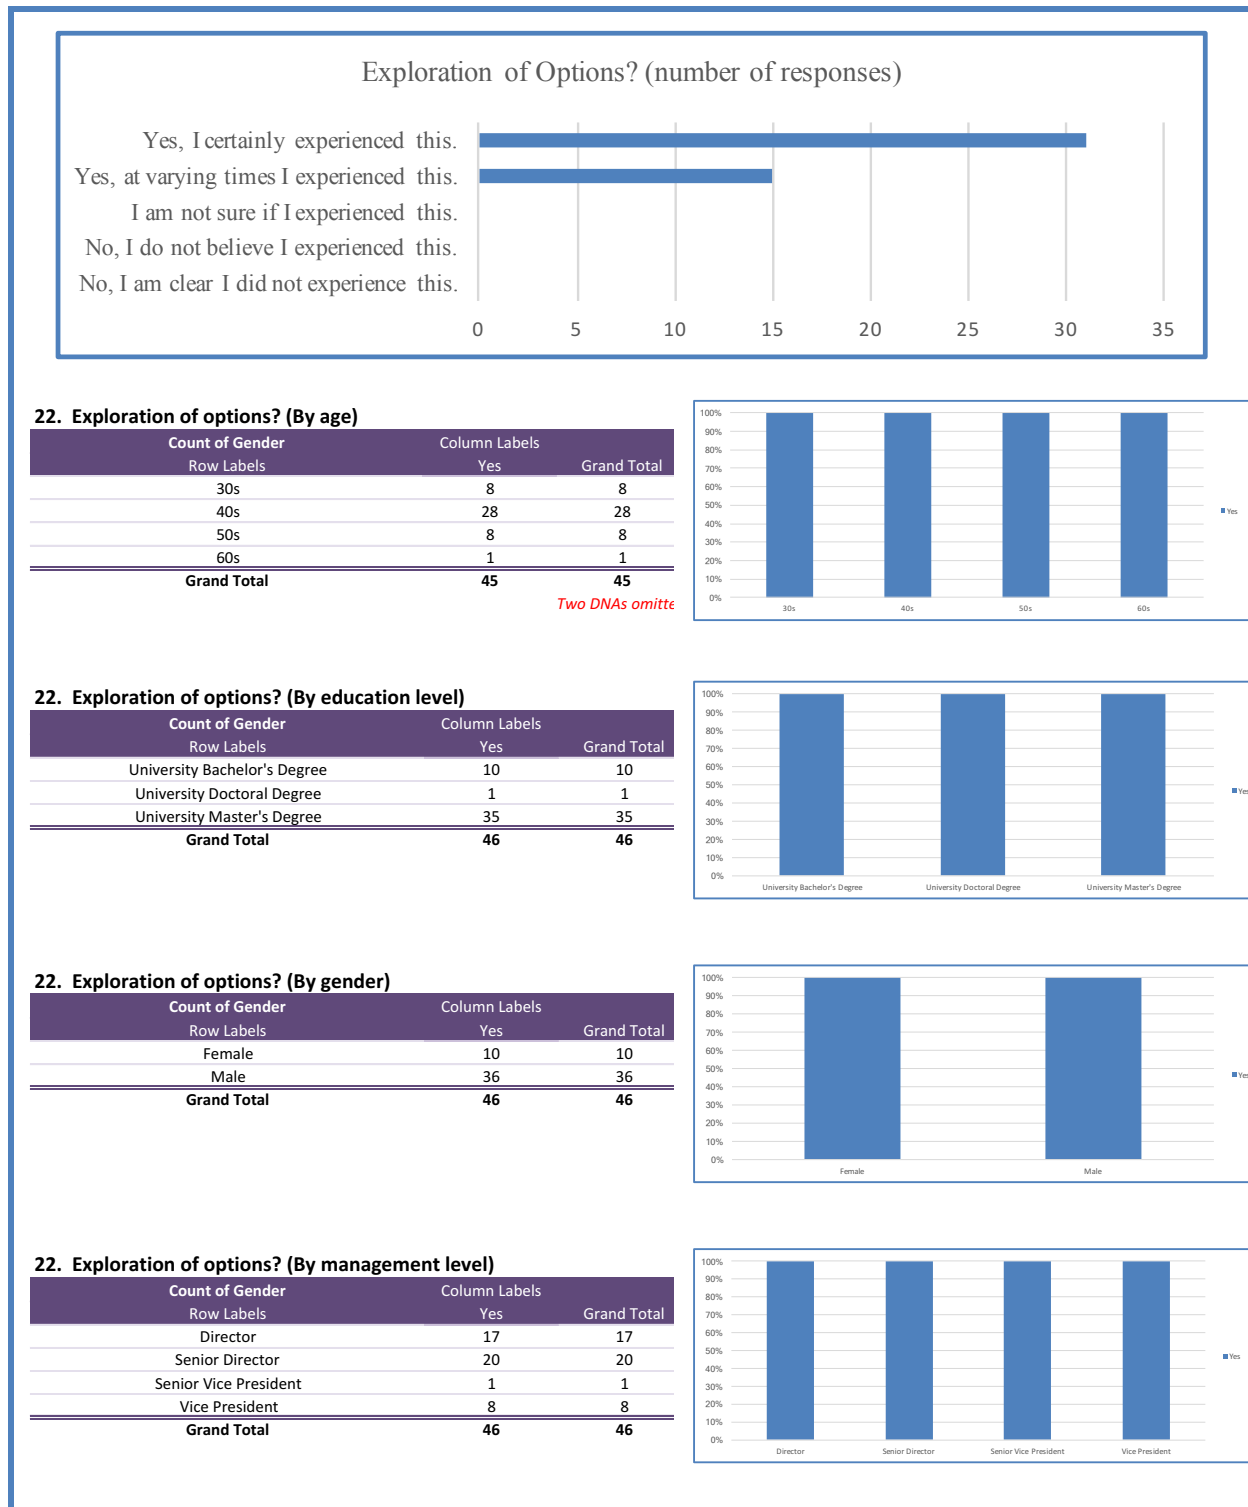 Exploration of Options? (number of responses)
Yes, I certainly experienced this.
Yes, at varying times I experienced this.
I am not sure if I experienced this.
No, I do not believe I experienced this.
No, I am clear I did not experience this.
0 5 10 15 20 25 30 35
22. Exploration of options? (By age)
Count of Gender Column Labels
Row Labels Yes Grand Total
30s 8 8
40s 28 28
50s 8 8
60s 1 1
Grand Total 45 45
Two DNAs omitte
100%
90%
80%
70%
60%
50%
40%
30%
20%
10%
0%
30s 40s 50s 60s
Yes
22. Exploration of options? (By education level)
Count of Gender Column Labels
Row Labels Yes Grand Total
University Bachelor's Degree 10 10
University Doctoral Degree 1 1
University Master's Degree 35 35
Grand Total 46 46
100%
90%
80%
70%
60%
50%
40%
30%
20%
10%
0%
University Bachelor's Degree University Doctoral Degree University Master's Degree
Yes
22. Exploration of options? (By gender)
Count of Gender Column Labels
Row Labels Yes Grand Total
Female 10 10
Male 36 36
Grand Total 46 46
100%
90%
80%
70%
60%
50%
40%
30%
20%
10%
0%
Female Male
Yes
22. Exploration of options? (By management level)
Count of Gender Column Labels
Row Labels Yes Grand Total
Director 17 17
Senior Director 20 20
Senior Vice President 1 1
Vice President 8 8
Grand Total 46 46
100%
90%
80%
70%
60%
50%
40%
30%
20%
10%
0%
Director Senior Director Senior Vice President Vice President
Yes